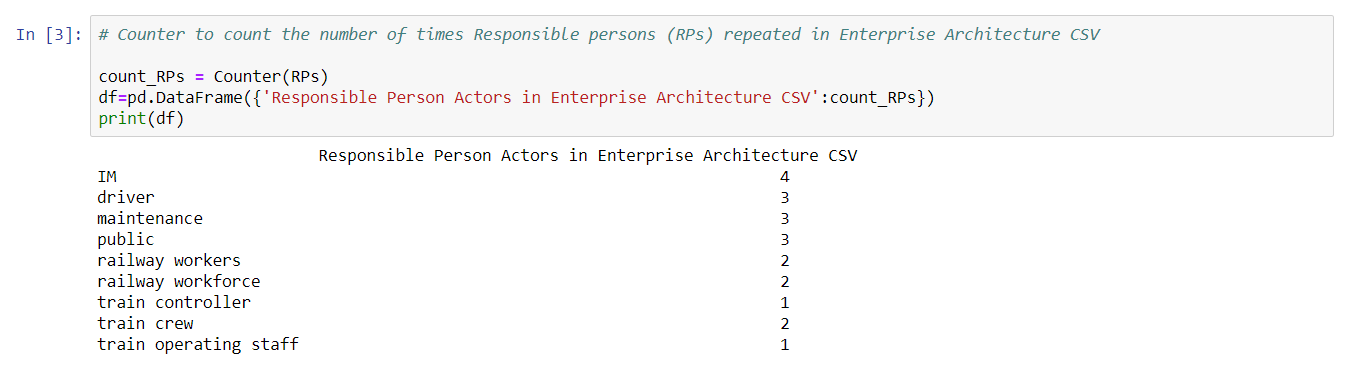 In [3]: # Counter to count the number of times Responsible persons (RPs) repeated in Enterprise Architecture CSV
count_RPs = Counter(RPs)
df=pd.DataFrame({'Responsible Person Actors in Enterprise Architecture CSV':count_RPs})
print(df)
Responsible Person Actors in Enterprise Architecture CSV
IM 4
driver 3
maintenance 3
public 3
railway workers 2
railway workforce 2
train controller 1
train crew 2
train operating staff 1